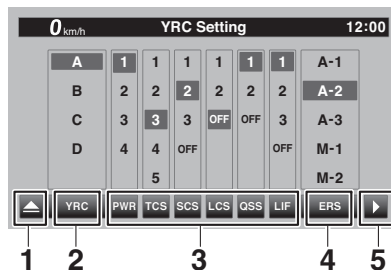 0 km/h YRC Setting 12:00
A 1 1 1 1 1 1 A-1
B 2 2 2 2 2 2 A-2
C 3 3 3 OFF OFF 3 A-3
D 4 4 OFF OFF M-1
5 M-2
YRC PWR TCS SCS LCS QSS LIF ERS
1 2 3 4 5